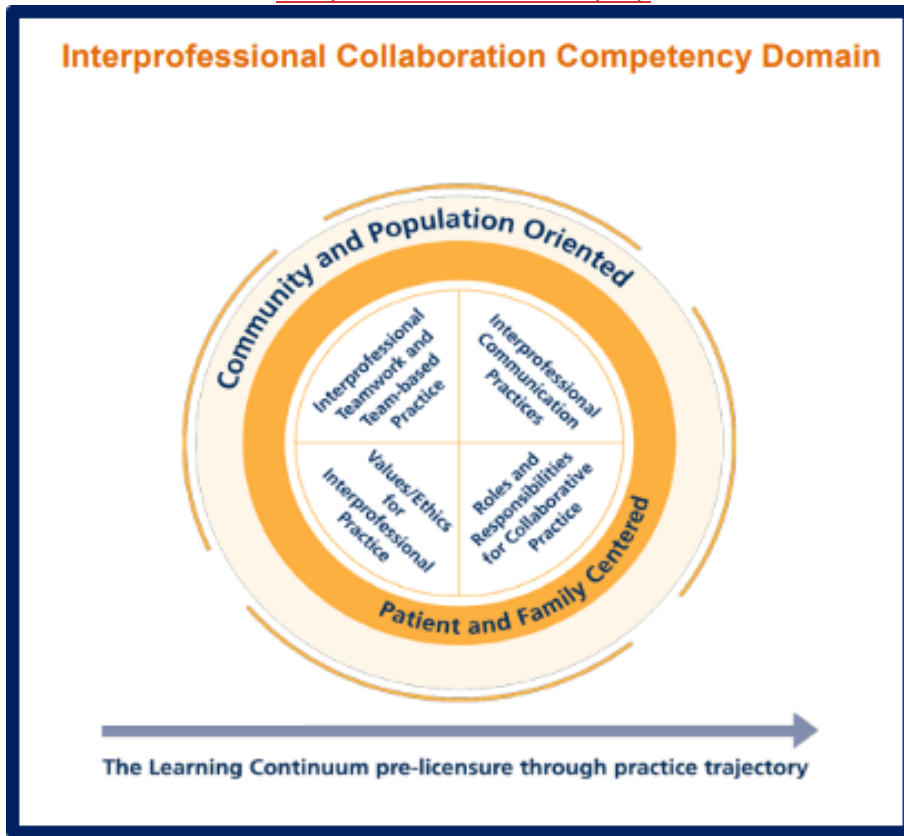 Interprofessional Collaboration Competency Domain
Community and Population Oriented
Interprofessional
Teamwork and
Team-based
Practice
Interprofessional
Communication
Practices
Values/Ethics
for
Interprofessional
Practice
Roles and
Responsibilities
for Collaborative
Practice
Patient and Family Centered
The Learning Continuum pre-licensure through practice trajectory